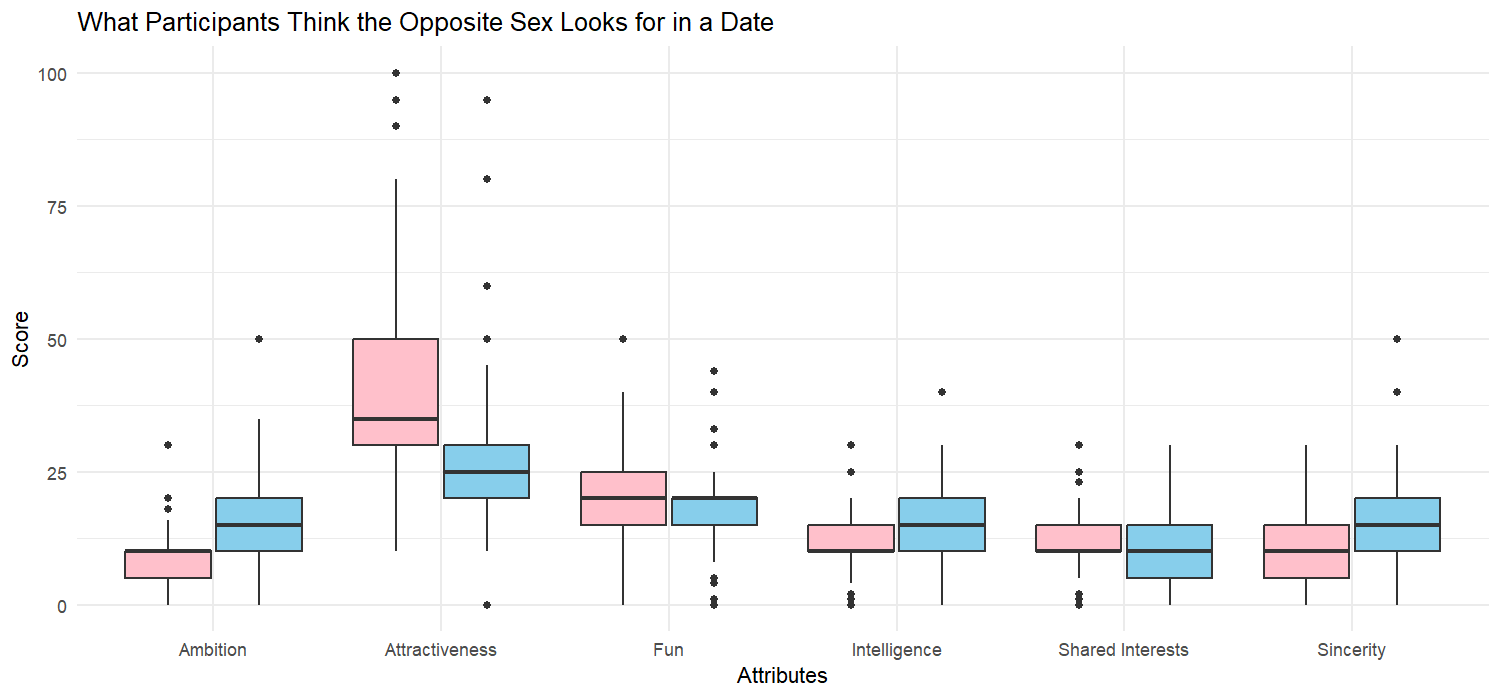 What Participants Think the Opposite Sex Looks for in a Date
Score
100
75
50
25
0
Ambition
Attractiveness
Fun
Intelligence
Shared Interests
Sincerity
Attributes